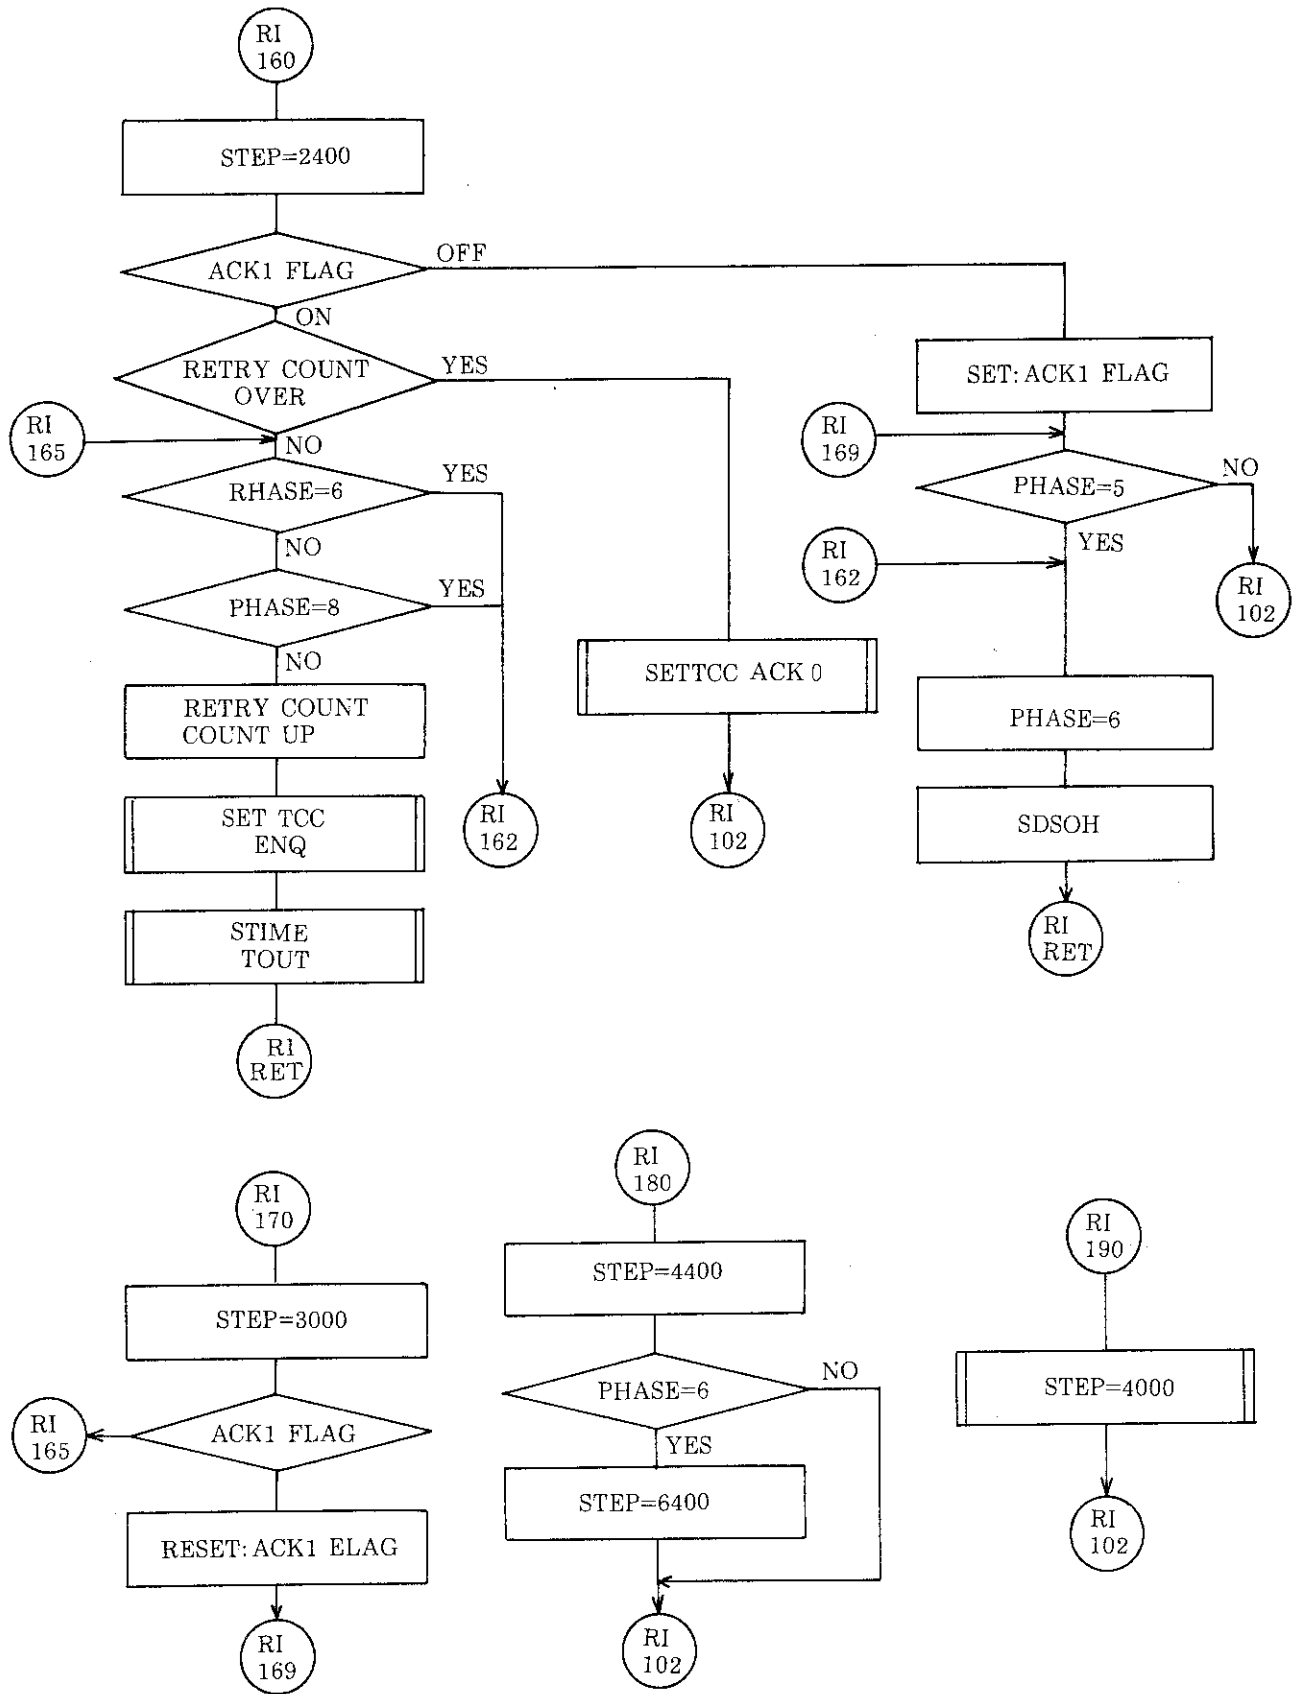 RI
160
STEP=2400
ACK1 FLAG
OFF
ON
RETRY COUNT
OVER
YES
SET:ACK1 FLAG
RI
165
NO
RI
169
RHASE=6
YES
PHASE=5
NO
NO
YES
RI
162
RI
102
PHASE=8
YES
NO
SETTCC ACK 0
RETRY COUNT
COUNT UP
PHASE=6
SET TCC
ENQ
RI
162
RI
102
SDSOH
STIME
TOUT
RI
RET
R1
RET
RI
170
STEP=3000
ACK1 FLAG
RI
165
RESET:ACK1 ELAG
RI
169
RI
180
STEP=4400
PHASE=6
NO
YES
STEP=6400
RI
102
RI
190
STEP=4000
RI
102